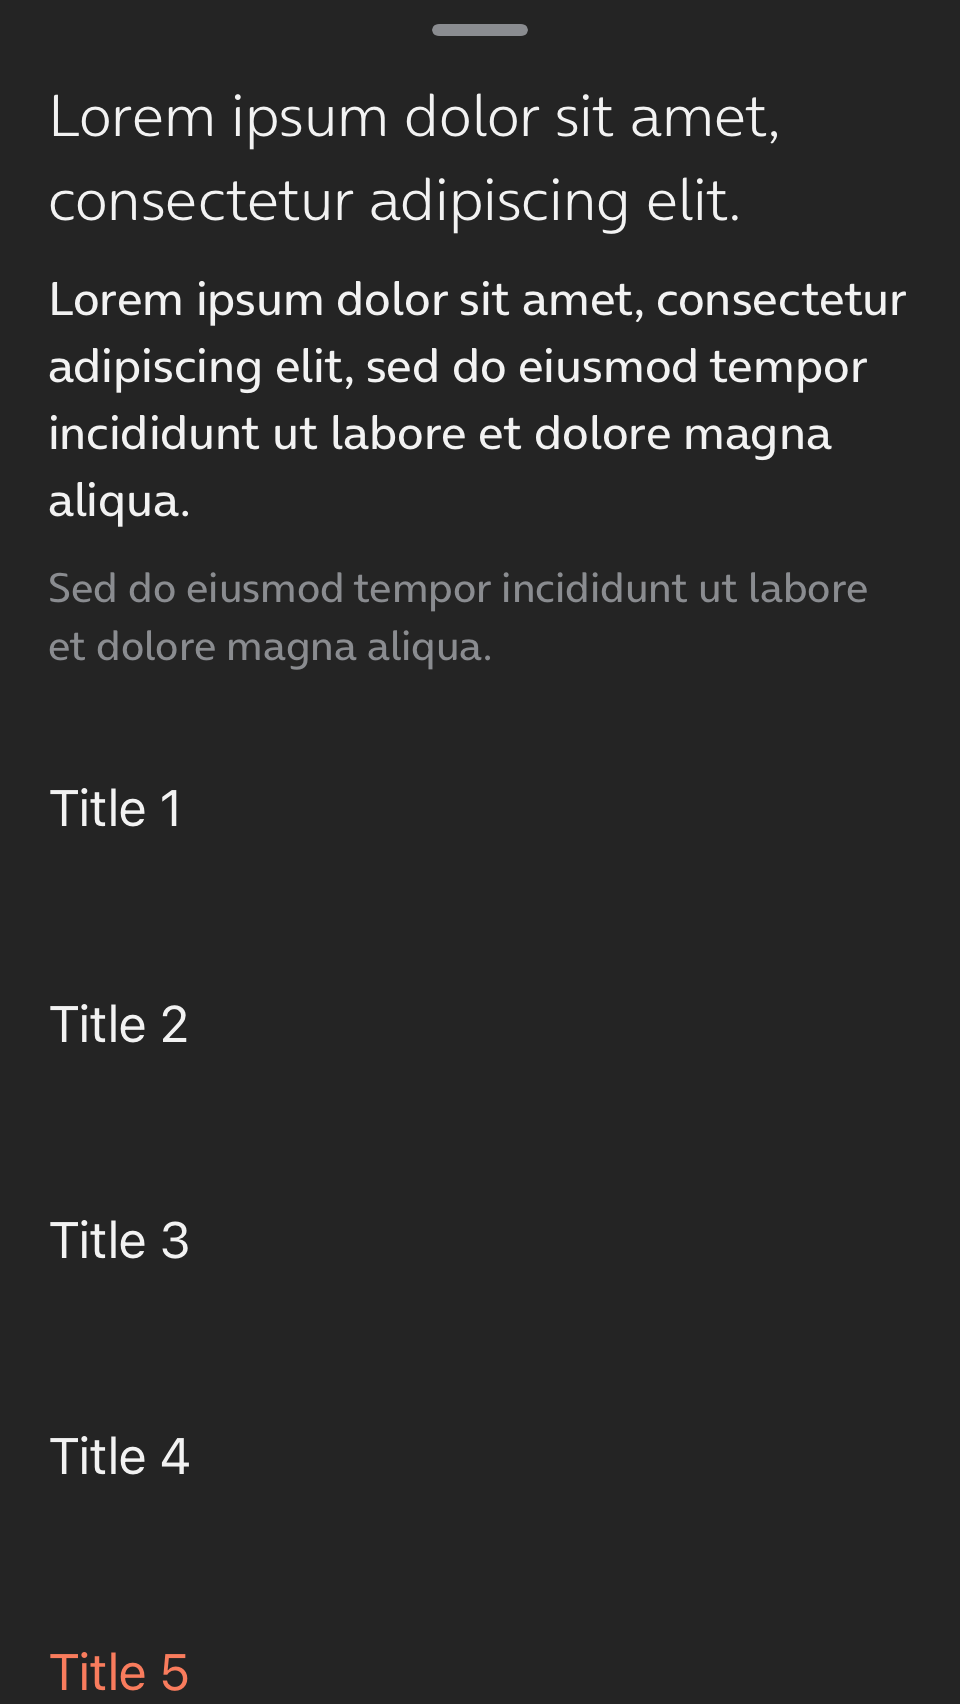 Lorem ipsum dolor sit amet,
consectetur adipiscing elit.
Lorem ipsum dolor sit amet, consectetur
adipiscing elit, sed do eiusmod tempor
incididunt ut labore et dolore magna
aliqua.
Sed do eiusmod tempor incididunt ut labore
et dolore magna aliqua.
Title 1
Title 2
Title 3
Title 4
Title 5